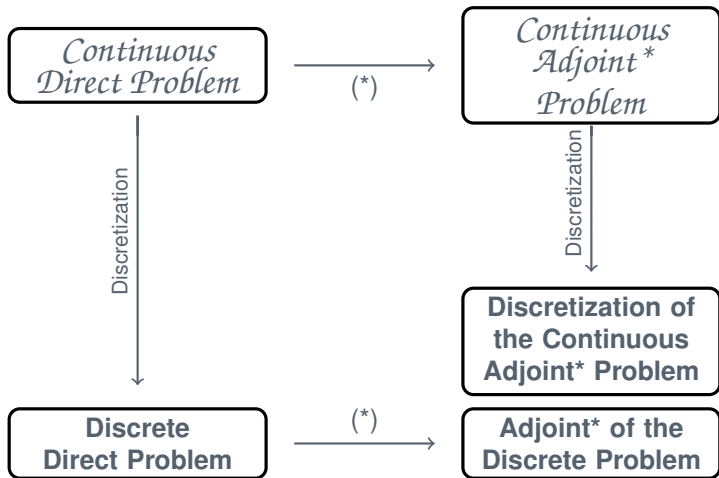 Continuous
Direct Problem
(*)
Continuous
Adjoint*
Problem
Discretization
Discretization
Discretization of
the Continuous
Adjoint* Problem
Discrete
Direct Problem
(*)
Adjoint* of the
Discrete Problem